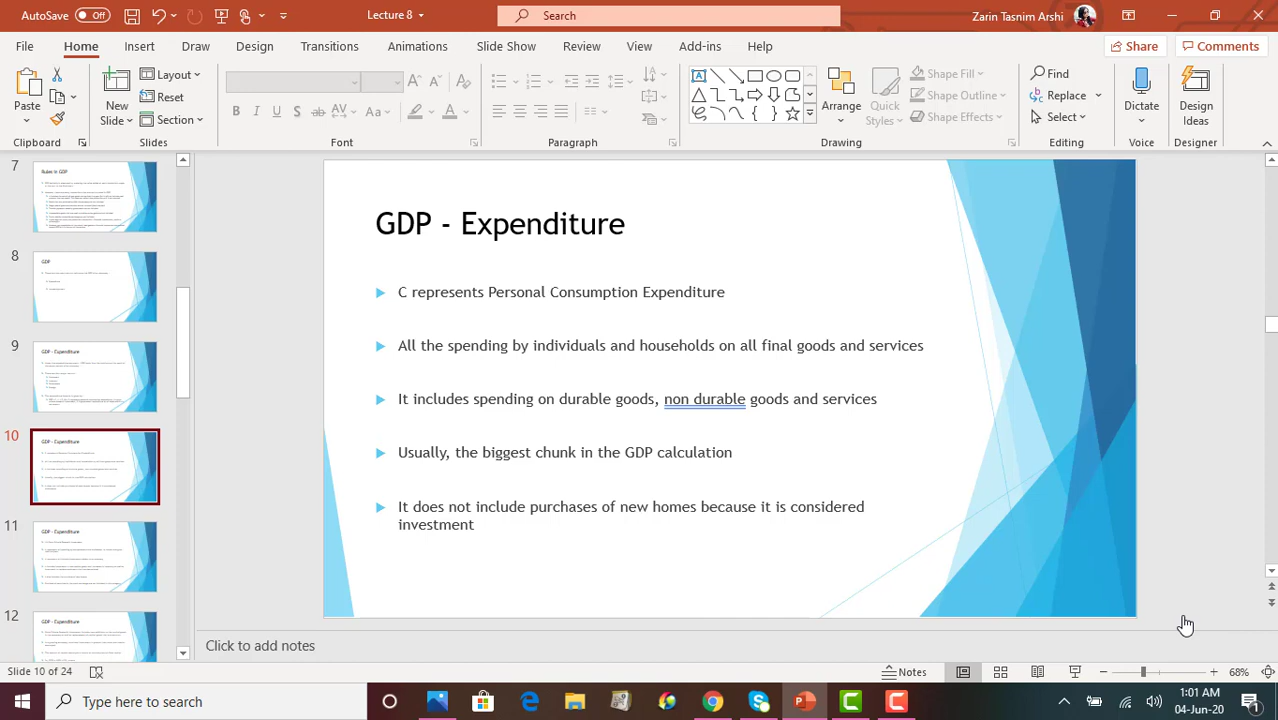 AutoSave Off Lecture 8 Search Zarin Tasnim Arshi
File Home Insert Draw Design Transitions Animations Slide Show Review View Add-ins Help Share Comments
Paste New Slide Layout Reset Section Arrange Quick Styles Shape Fill Shape Outline Shape Effects Find Replace Select Dictate Design Ideas
Clipboard Slides Font Paragraph Drawing Editing Voice Designer
7
Rules in GDP
8
GDP
9
GDP - Expenditure
10
GDP - Expenditure
11
GDP - Expenditure
12
GDP - Expenditure
GDP - Expenditure
C represents Personal Consumption Expenditure
All the spending by individuals and households on all final goods and services
It includes spending on durable goods, non durable goods and services
Usually, the biggest chunk in the GDP calculation
It does not include purchases of new homes because it is considered
investment
Click to add notes
Slide 10 of 24 Notes 68%
Type here to search 1:01 AM
04-Jun-20 1